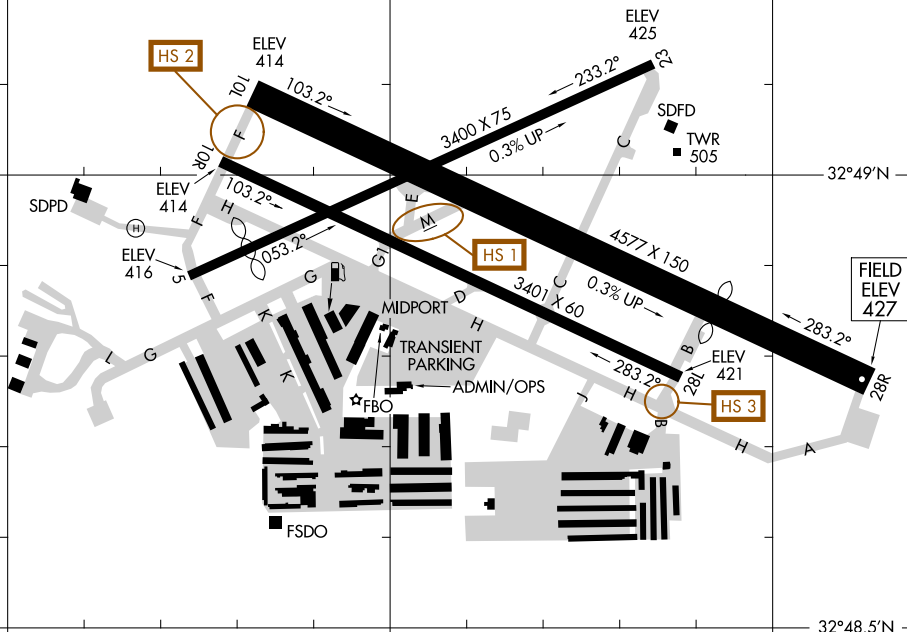 ELEV
425
HS 2
ELEV
414
10L
103.2°
233.2°
23
F
SDFD
3400 X 75
0.3% UP
C
TWR
505
10R
32°49'N
SDPD
ELEV
414
103.2°
E
H
M
F
H
ELEV
416
053.2°
G1
HS 1
4577 X 150
5
G
C
0.3% UP
FIELD
ELEV
427
F
3401 X 60
D
MIDPORT
K
H
283.2°
L
G
TRANSIENT
PARKING
B
ELEV
421
K
ADMIN/OPS
283.2°
28L
28R
FBO
J
H
HS 3
B
H
A
FSDO
32°48.5'N